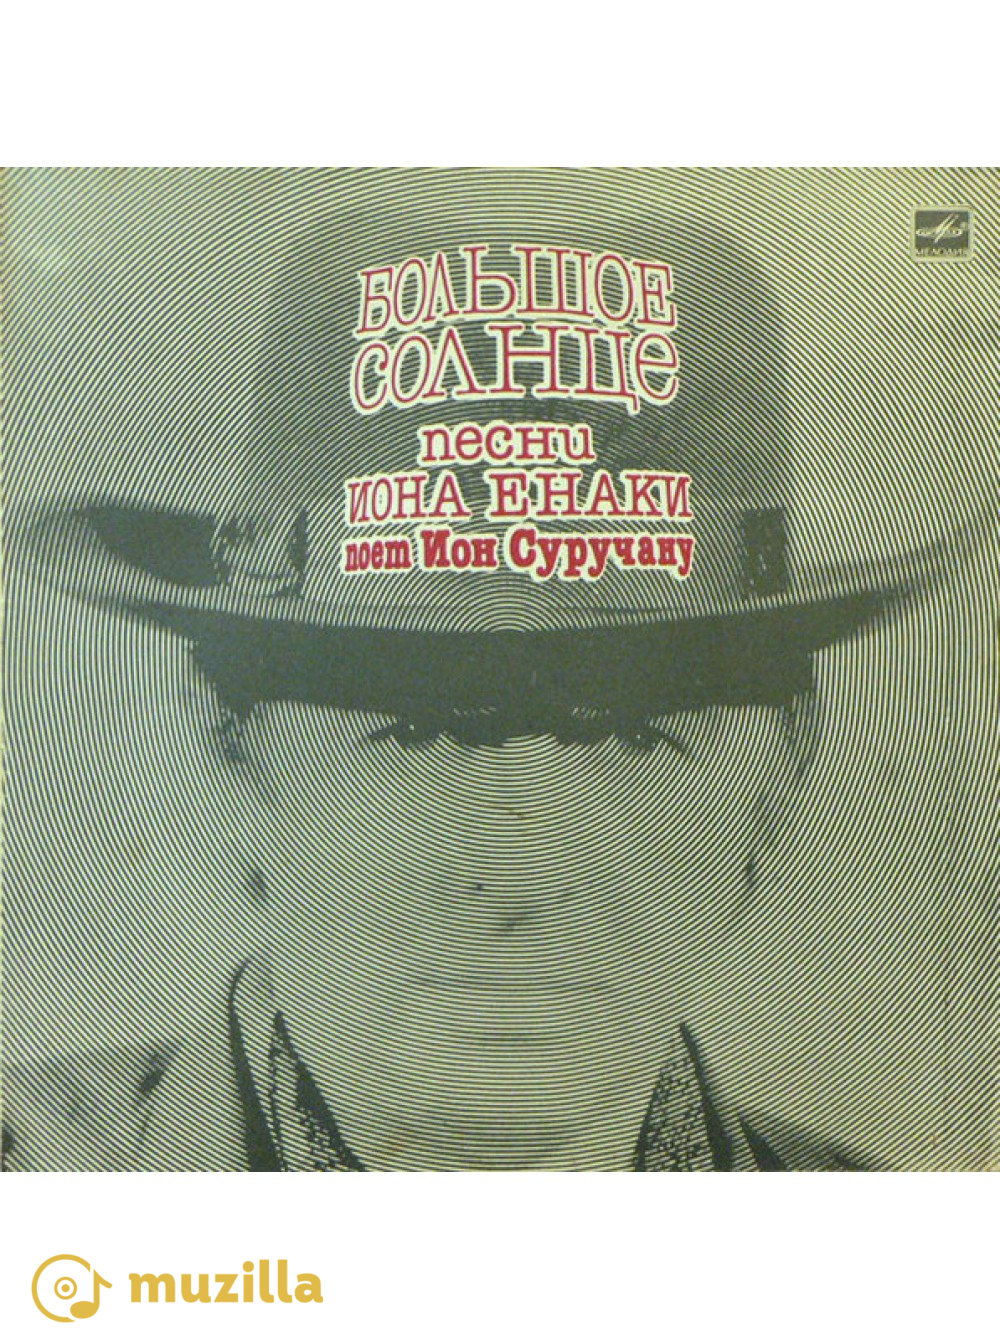 МЕЛОДИЯ
БОЛЬШОЕ
СОЛНЦЕ
песни
ИОНА ЕНАКИ
поет Ион Суручану
muzilla